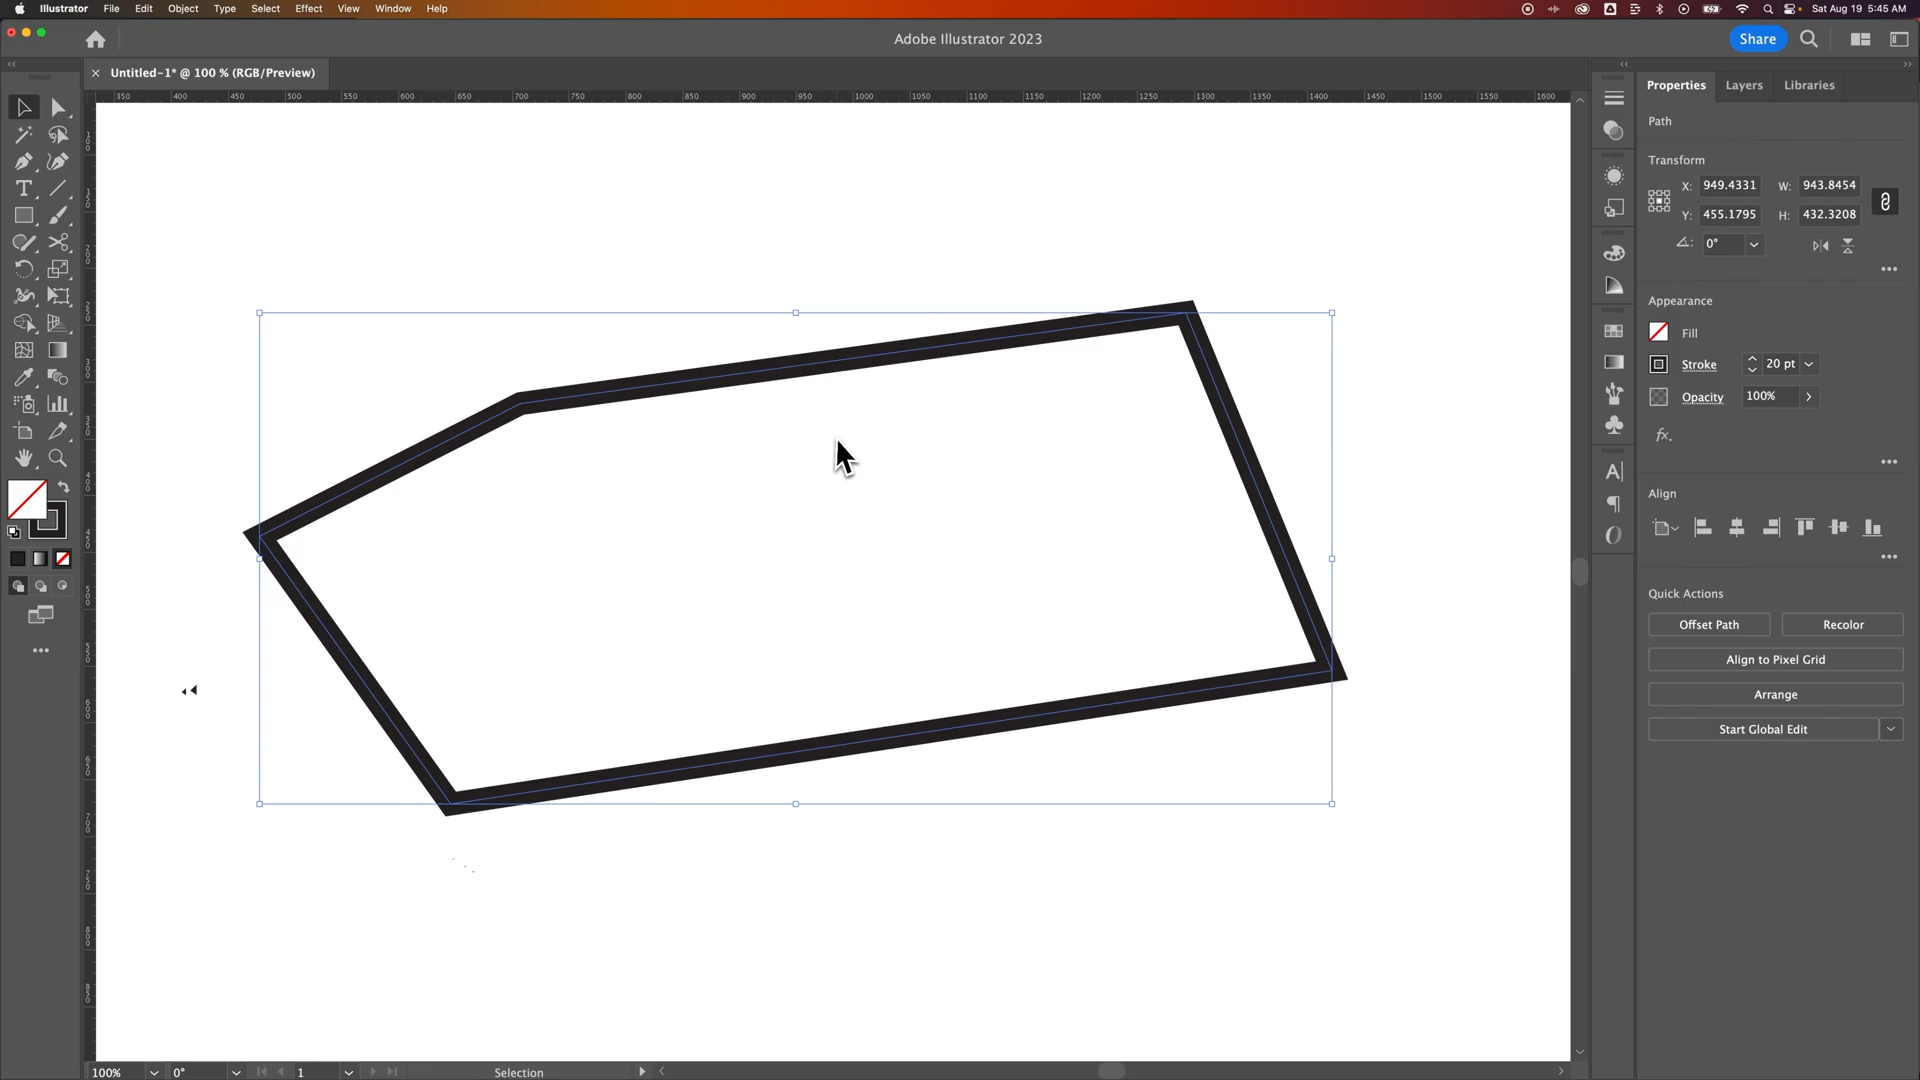 Illustrator File Edit Object Type Select Effect View Window Help
Sat Aug 19 5:45 AM
Adobe Illustrator 2023
Share
× Untitled-1* @ 100 % (RGB/Preview)
350 400 450 500 550 600 650 700 750 800 850 900 950 1000 1050 1100 1150 1200 1250 1300 1350 1400 1450 1500 1550 1600
Properties Layers Libraries
Path
Transform
X: 949.4331 W: 943.8454
Y: 455.1795 H: 432.3208
0°
Appearance
Fill
Stroke 20 pt
Opacity 100%
fx.
Align
Quick Actions
Offset Path Recolor
Align to Pixel Grid
Arrange
Start Global Edit
100% 0° 1 Selection